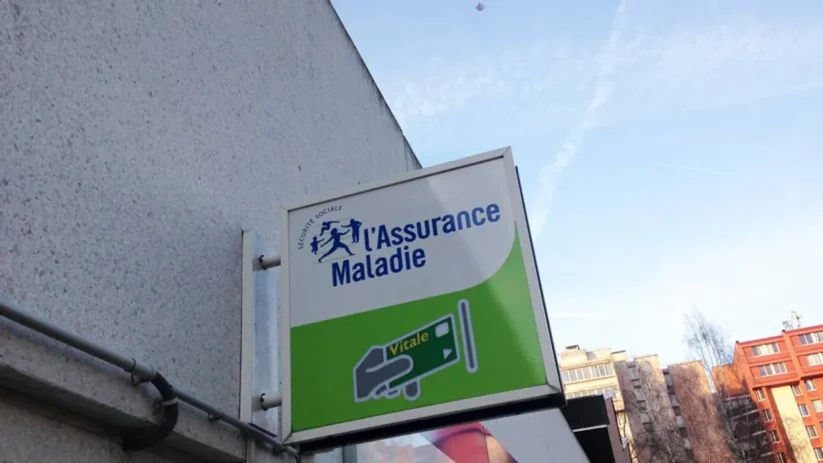 SÉCURITÉ SOCIALE
l'Assurance
Maladie
Vitale